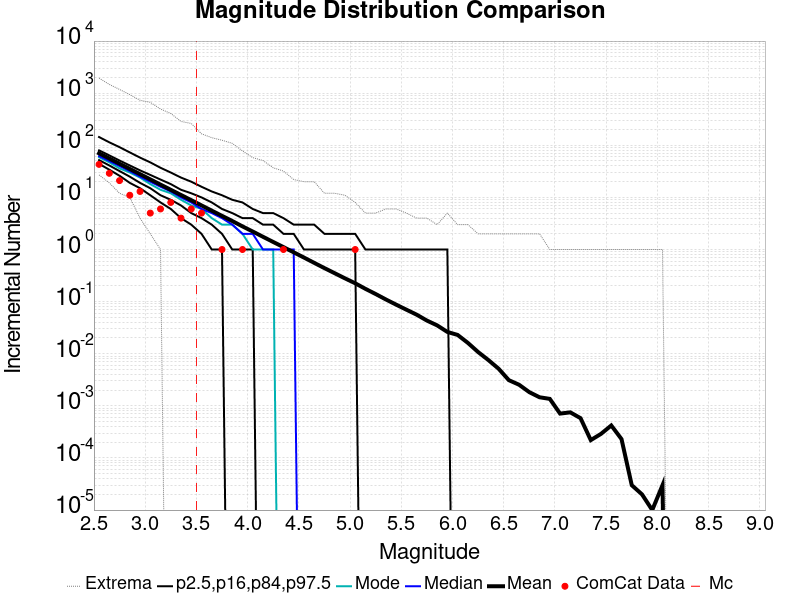 Magnitude Distribution Comparison
10^4
10^3
10^2
10^1
10^0
10^-1
10^-2
10^-3
10^-4
10^-5
Incremental Number
2.5 3.0 3.5 4.0 4.5 5.0 5.5 6.0 6.5 7.0 7.5 8.0 8.5 9.0
Magnitude
Extrema p2.5,p16,p84,p97.5 Mode Median Mean ComCat Data Mc